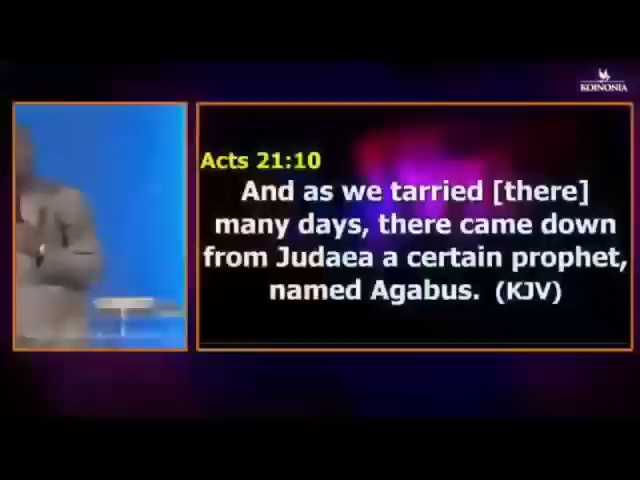 KOINONIA
Acts 21:10
And as we tarried [there]
many days, there came down
from Judaea a certain prophet,
named Agabus. (KJV)